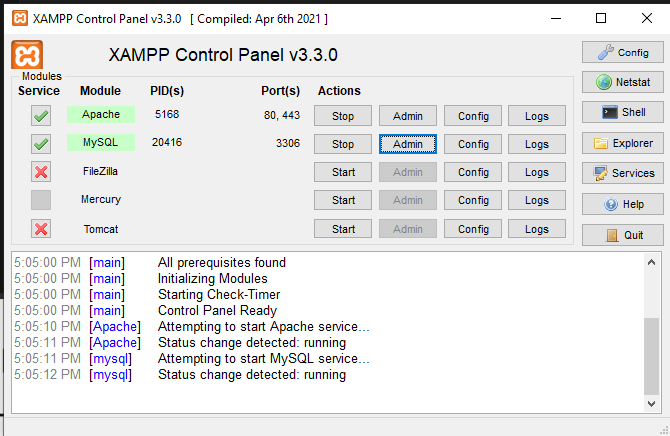 XAMPP Control Panel v3.3.0 [ Compiled: Apr 6th 2021 ]
XAMPP Control Panel v3.3.0
Config
Modules
Service Module PID(s) Port(s) Actions
Netstat
Apache 5168 80, 443 Stop Admin Config Logs
Shell
MySQL 20416 3306 Stop Admin Config Logs
Explorer
FileZilla Start Admin Config Logs
Services
Mercury Start Admin Config Logs
Help
Tomcat Start Admin Config Logs
Quit
5:05:00 PM [main] All prerequisites found
5:05:00 PM [main] Initializing Modules
5:05:00 PM [main] Starting Check-Timer
5:05:00 PM [main] Control Panel Ready
5:05:10 PM [Apache] Attempting to start Apache service...
5:05:11 PM [Apache] Status change detected: running
5:05:11 PM [mysql] Attempting to start MySQL service...
5:05:12 PM [mysql] Status change detected: running